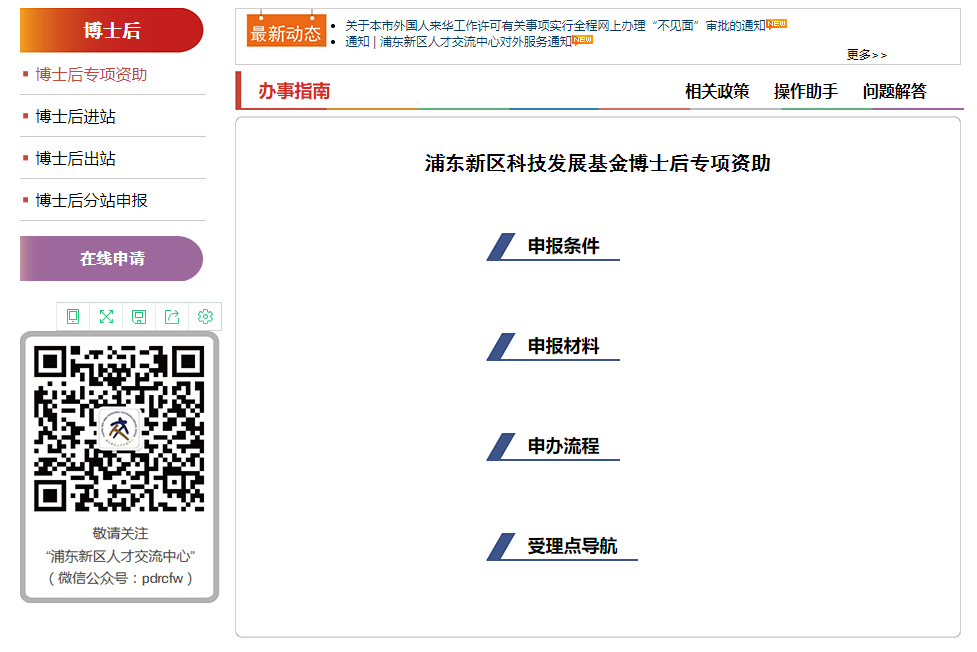 博士后
博士后专项资助
博士后进站
博士后出站
博士后分站申报
在线申请
敬请关注
“浦东新区人才交流中心”
（微信公众号：pdrcfw）
最新动态
关于本市外国人来华工作许可有关事项实行全程网上办理“不见面”审批的通知NEW
通知 | 浦东新区人才交流中心对外服务通知NEW
更多>>
办事指南
相关政策 操作助手 问题解答
浦东新区科技发展基金博士后专项资助
申报条件
申报材料
申办流程
受理点导航